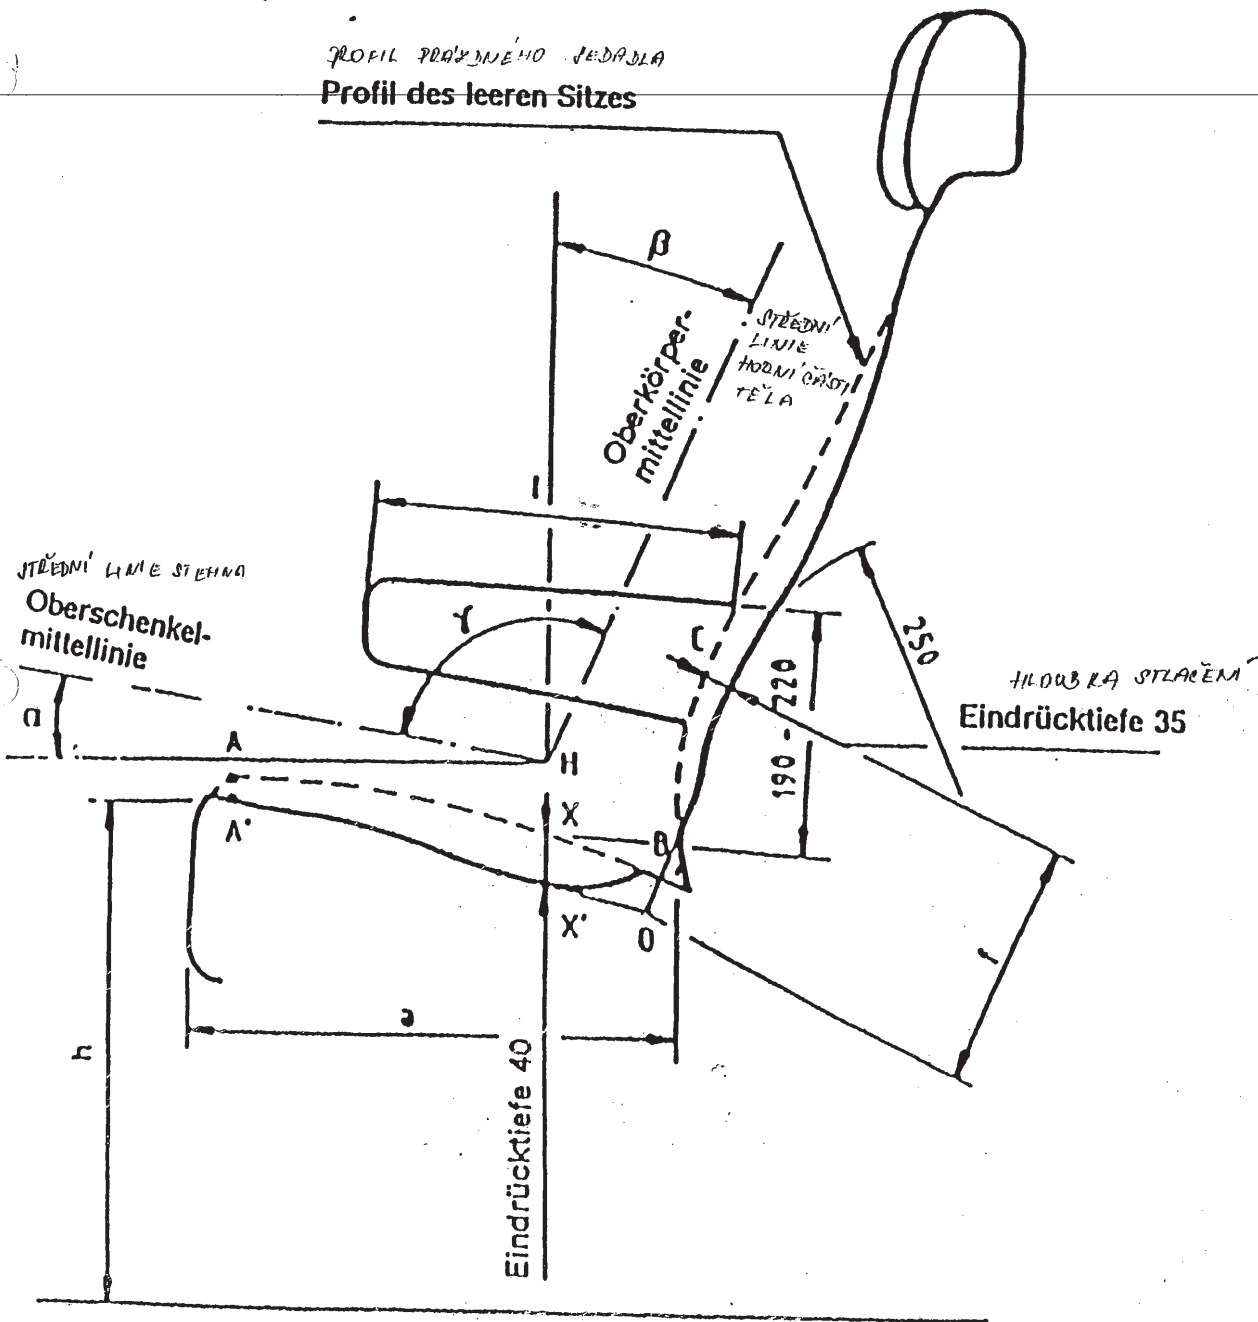 PROFIL PRÁZDNÉHO SEDADLA
Profil des leeren Sitzes
β
STŘEDNÍ
LINIE
HORNÍ ČÁSTI
TĚLA
Oberkörper-
mittellinie
l
STŘEDNÍ LINIE STEHNA
Oberschenkel-
mittellinie
γ
α
C
250
190 - 220
HLOUBKA STLAČENÍ
Eindrücktiefe 35
A
H
X
A'
B
X'
O
f
a
h
Eindrücktiefe 40